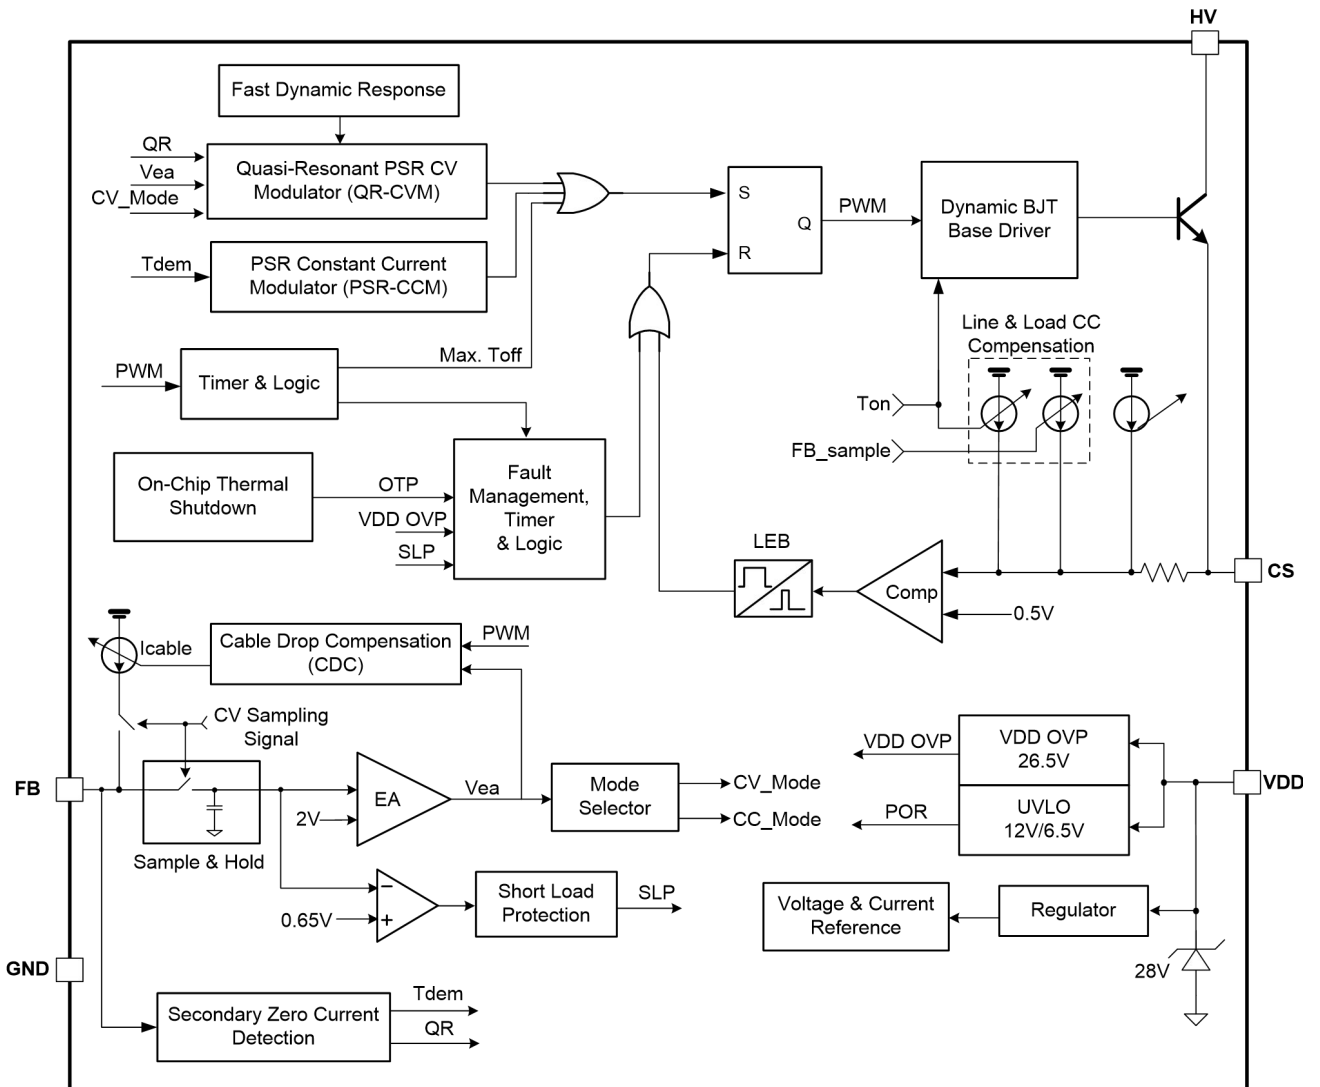 HV
Fast Dynamic Response
QR
Vea
CV_Mode
Quasi-Resonant PSR CV
Modulator (QR-CVM)
Tdem
PSR Constant Current
Modulator (PSR-CCM)
S
R
Q
PWM
Dynamic BJT
Base Driver
Line & Load CC
Compensation
PWM
Timer & Logic
Max. Toff
Ton
FB_sample
On-Chip Thermal
Shutdown
OTP
VDD OVP
SLP
Fault
Management,
Timer
& Logic
LEB
Comp
0.5V
CS
Icable
Cable Drop Compensation
(CDC)
PWM
CV Sampling
Signal
FB
Sample & Hold
EA
2V
Vea
Mode
Selector
CV_Mode
CC_Mode
VDD OVP
POR
VDD OVP
26.5V
UVLO
12V/6.5V
VDD
0.65V
−
+
Short Load
Protection
SLP
Voltage & Current
Reference
Regulator
28V
GND
Secondary Zero Current
Detection
Tdem
QR